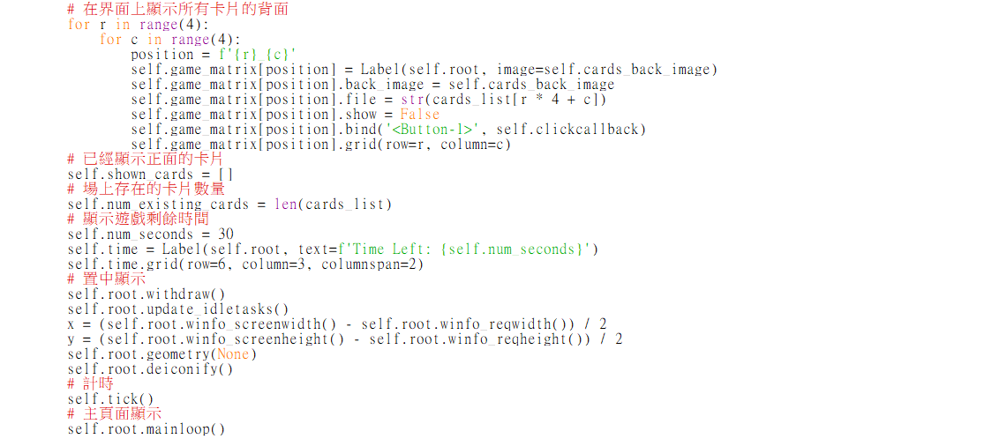 # 在界面上顯示所有卡片的背面
for r in range(4):
    for c in range(4):
        position = f'{r}_{c}'
        self.game_matrix[position] = Label(self.root, image=self.cards_back_image)
        self.game_matrix[position].back_image = self.cards_back_image
        self.game_matrix[position].file = str(cards_list[r * 4 + c])
        self.game_matrix[position].show = False
        self.game_matrix[position].bind('<Button-1>', self.clickcallback)
        self.game_matrix[position].grid(row=r, column=c)
# 已經顯示正面的卡片
self.shown_cards = []
# 場上存在的卡片數量
self.num_existing_cards = len(cards_list)
# 顯示遊戲剩餘時間
self.num_seconds = 30
self.time = Label(self.root, text=f'Time Left: {self.num_seconds}')
self.time.grid(row=6, column=3, columnspan=2)
# 置中顯示
self.root.withdraw()
self.root.update_idletasks()
x = (self.root.winfo_screenwidth() - self.root.winfo_reqwidth()) / 2
y = (self.root.winfo_screenheight() - self.root.winfo_reqheight()) / 2
self.root.geometry(None)
self.root.deiconify()
# 計時
self.tick()
# 主頁面顯示
self.root.mainloop()